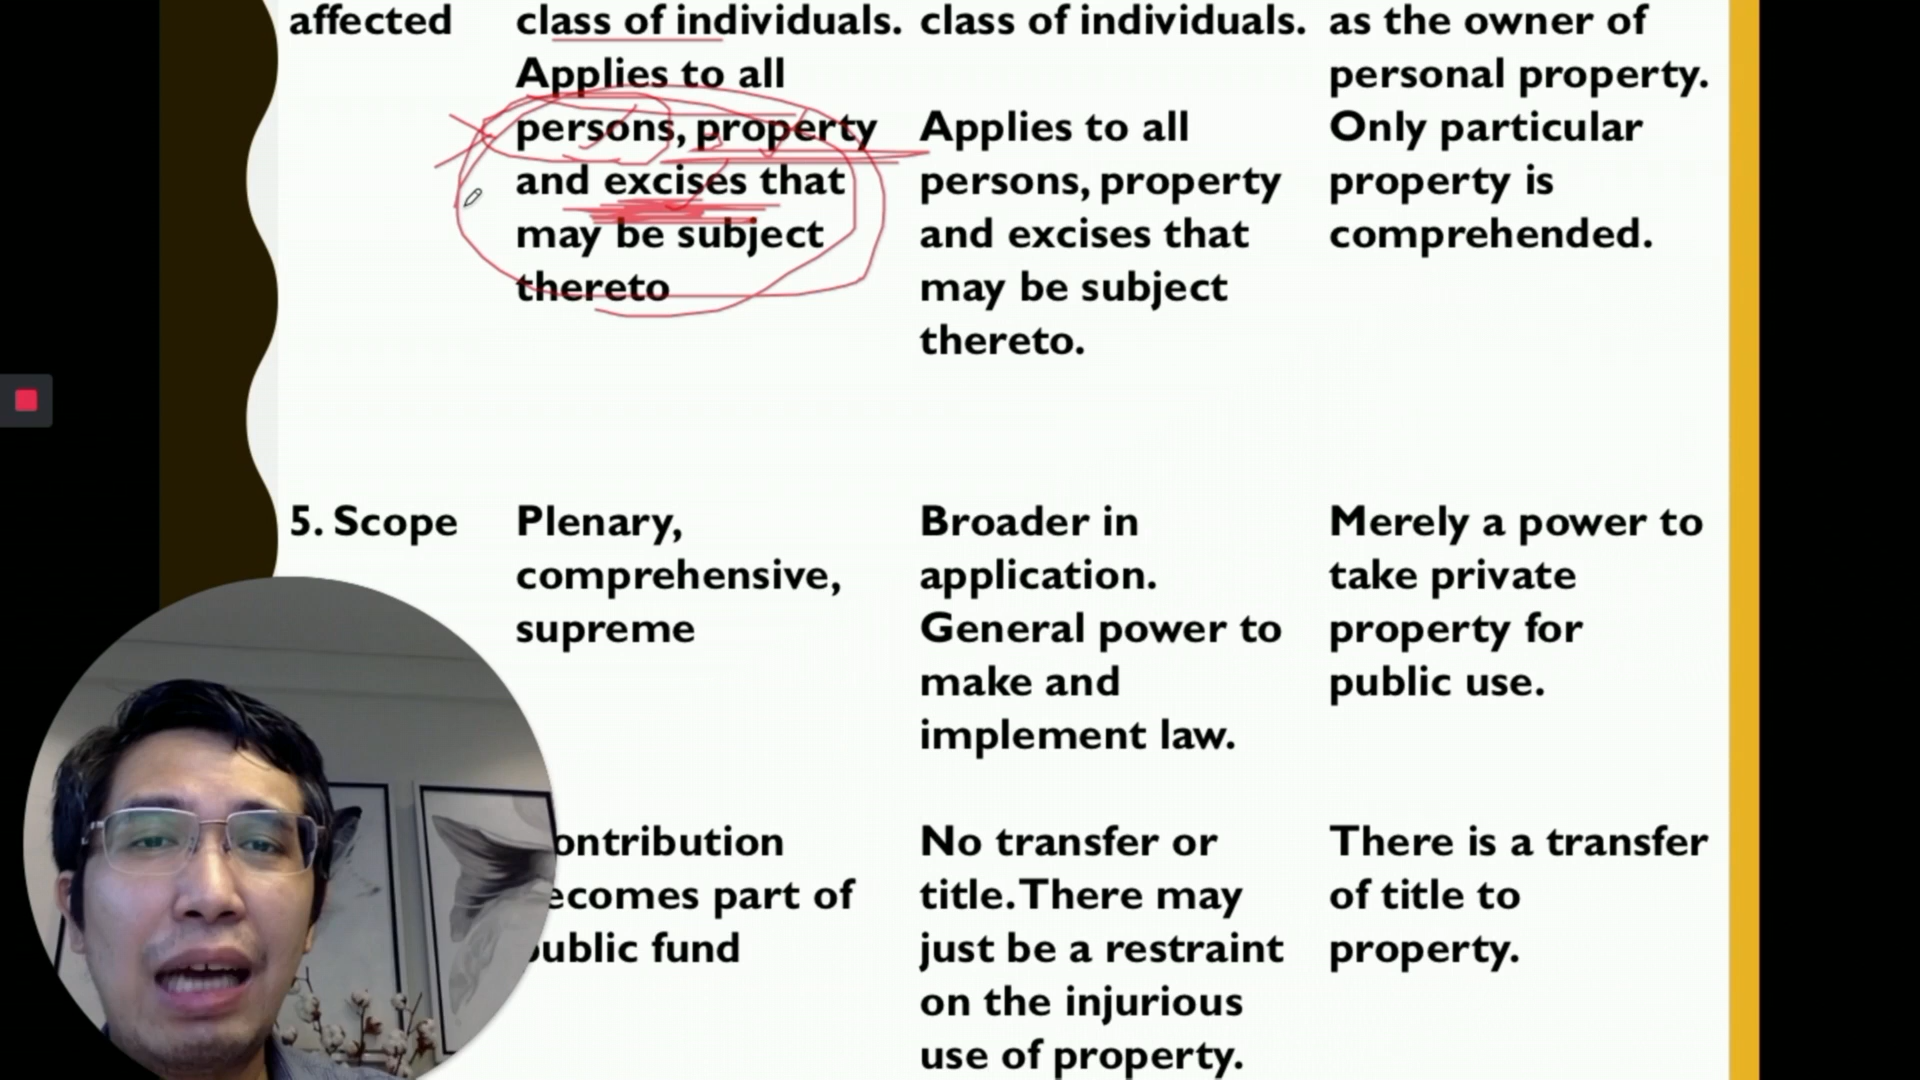 affected
class of individuals.
Applies to all
persons, property
and excises that
may be subject
thereto
class of individuals.
Applies to all
persons, property
and excises that
may be subject
thereto.
as the owner of
personal property.
Only particular
property is
comprehended.
5. Scope
Plenary,
comprehensive,
supreme
Broader in
application.
General power to
make and
implement law.
Merely a power to
take private
property for
public use.
ontribution
ecomes part of
public fund
No transfer or
title. There may
just be a restraint
on the injurious
use of property.
There is a transfer
of title to
property.